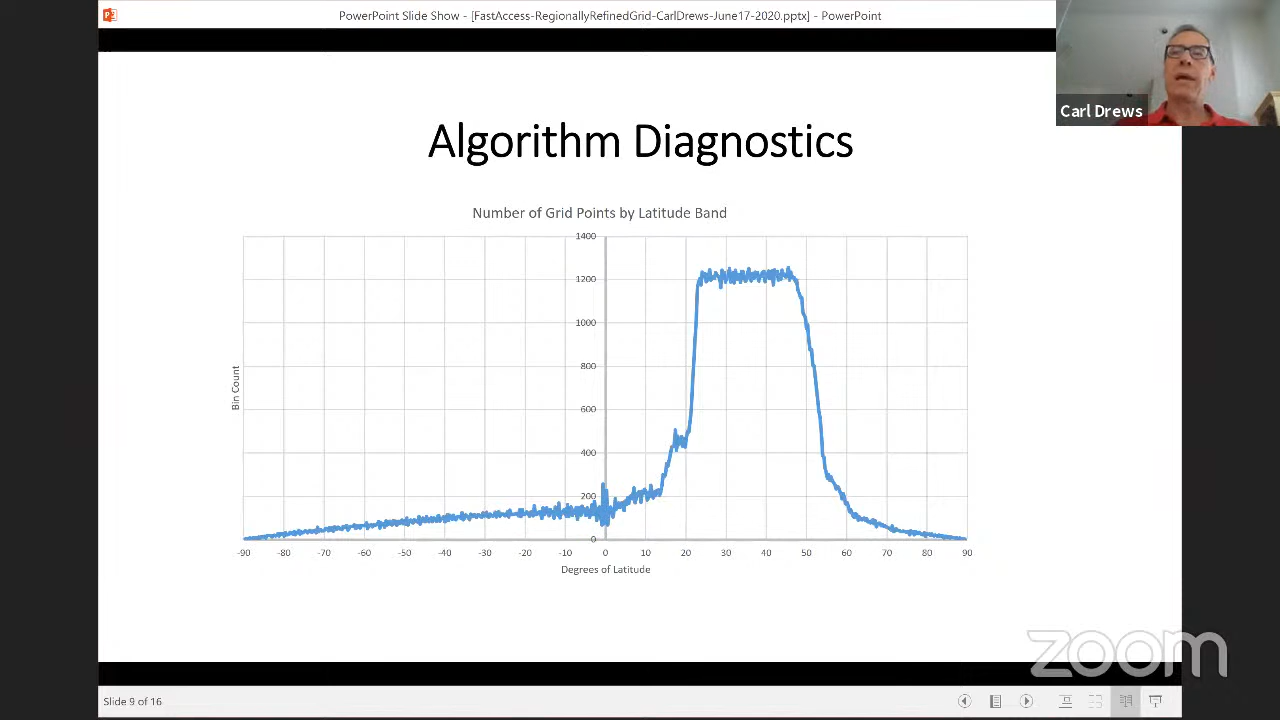 PowerPoint Slide Show - [FastAccess-RegionallyRefinedGrid-CarlDrews-June17-2020.pptx] - PowerPoint
Carl Drews
Algorithm Diagnostics
Number of Grid Points by Latitude Band
1400
1200
1000
800
600
400
200
0
Bin Count
-90 -80 -70 -60 -50 -40 -30 -20 -10 0 10 20 30 40 50 60 70 80 90
Degrees of Latitude
zoom
Slide 9 of 16